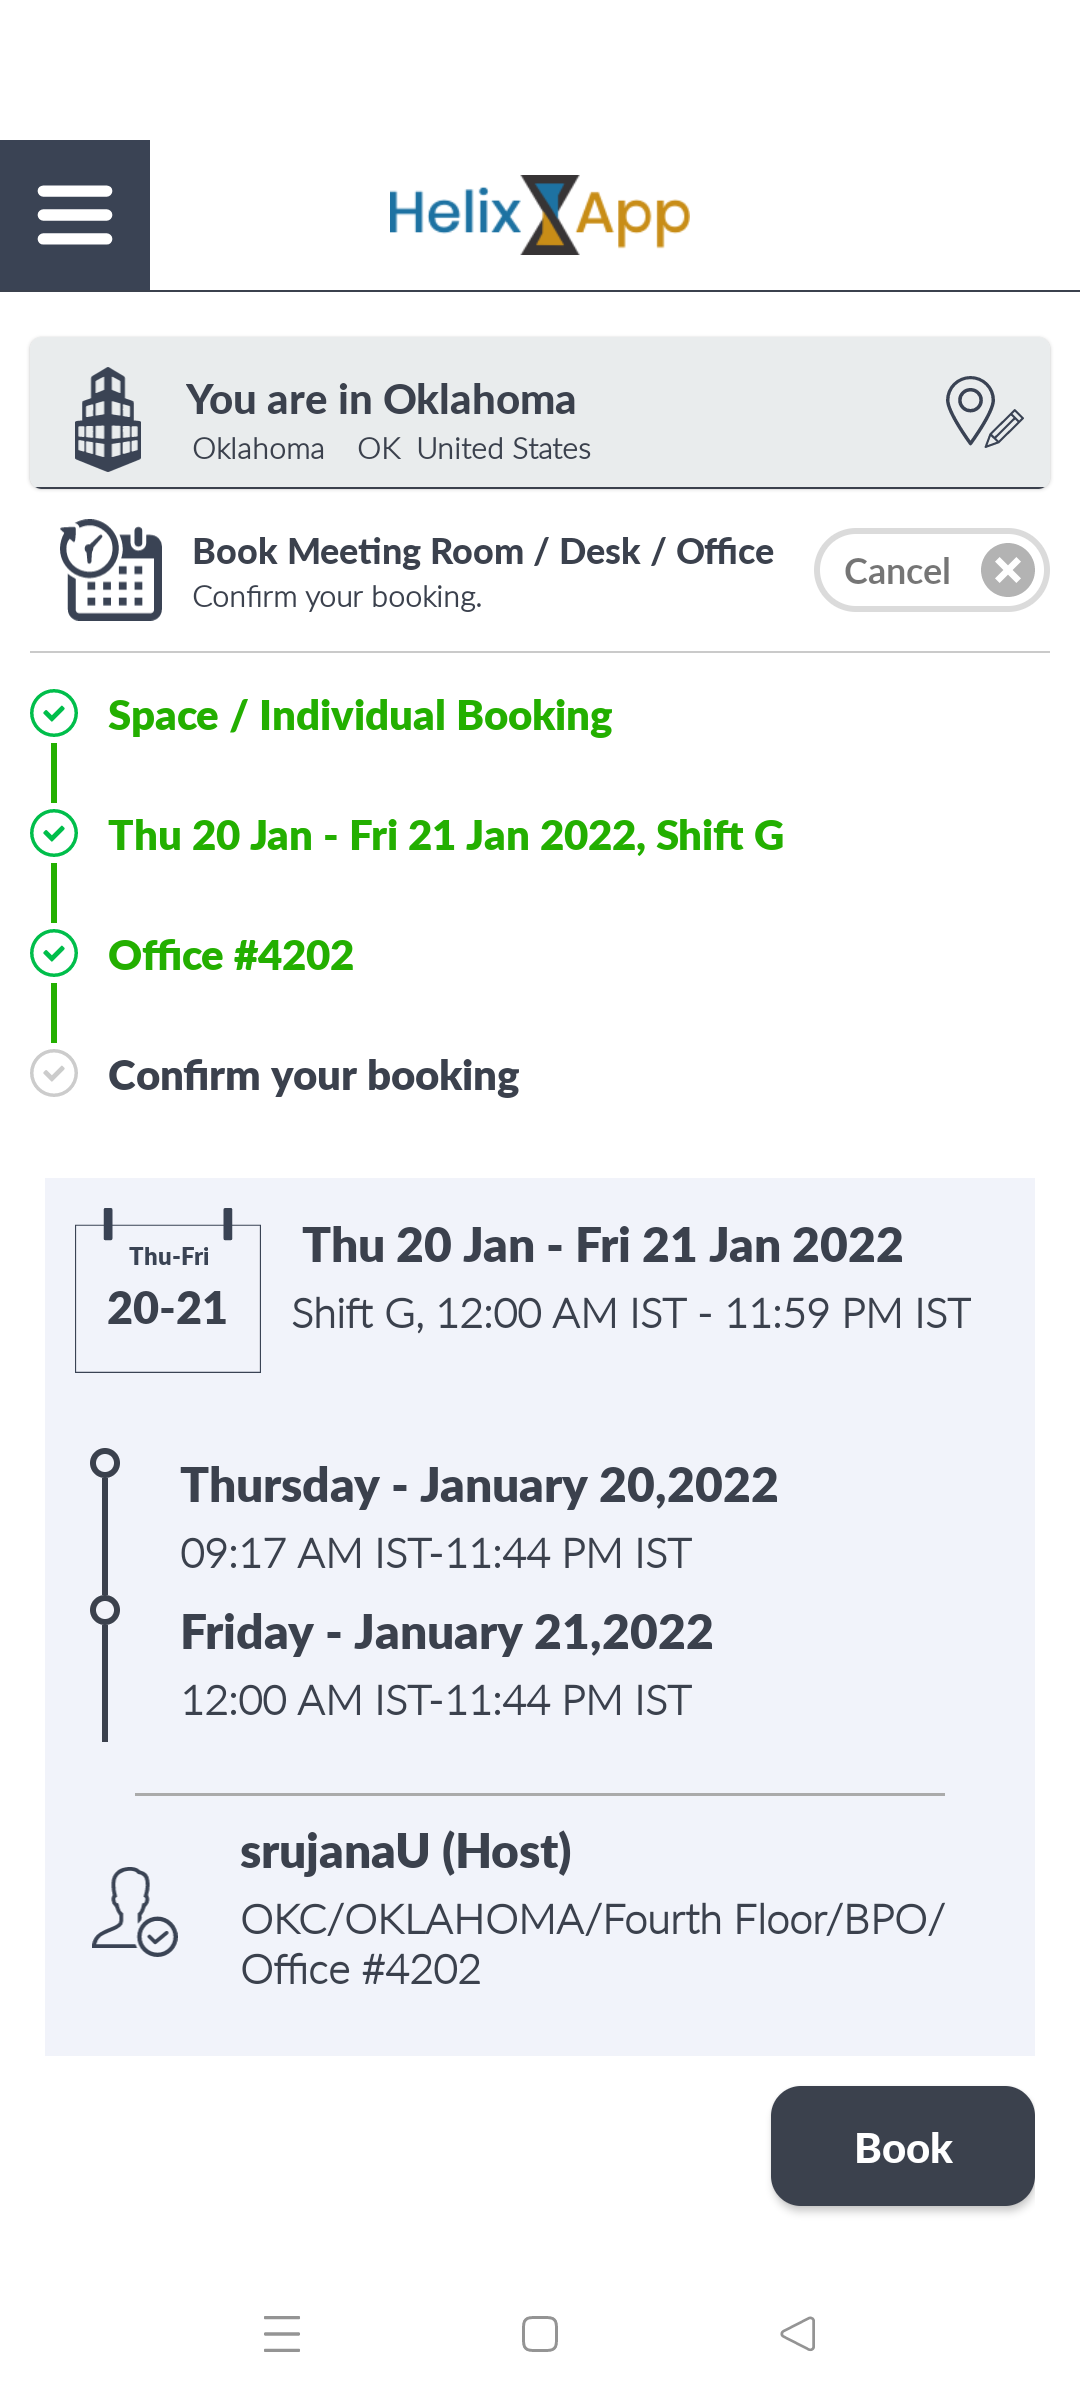 Helix App
You are in Oklahoma
Oklahoma OK United States
Book Meeting Room / Desk / Office
Confirm your booking.
Cancel
Space / Individual Booking
Thu 20 Jan - Fri 21 Jan 2022, Shift G
Office #4202
Confirm your booking
Thu-Fri
20-21
Thu 20 Jan - Fri 21 Jan 2022
Shift G, 12:00 AM IST - 11:59 PM IST
Thursday - January 20,2022
09:17 AM IST-11:44 PM IST
Friday - January 21,2022
12:00 AM IST-11:44 PM IST
srujanaU (Host)
OKC/OKLAHOMA/Fourth Floor/BPO/
Office #4202
Book